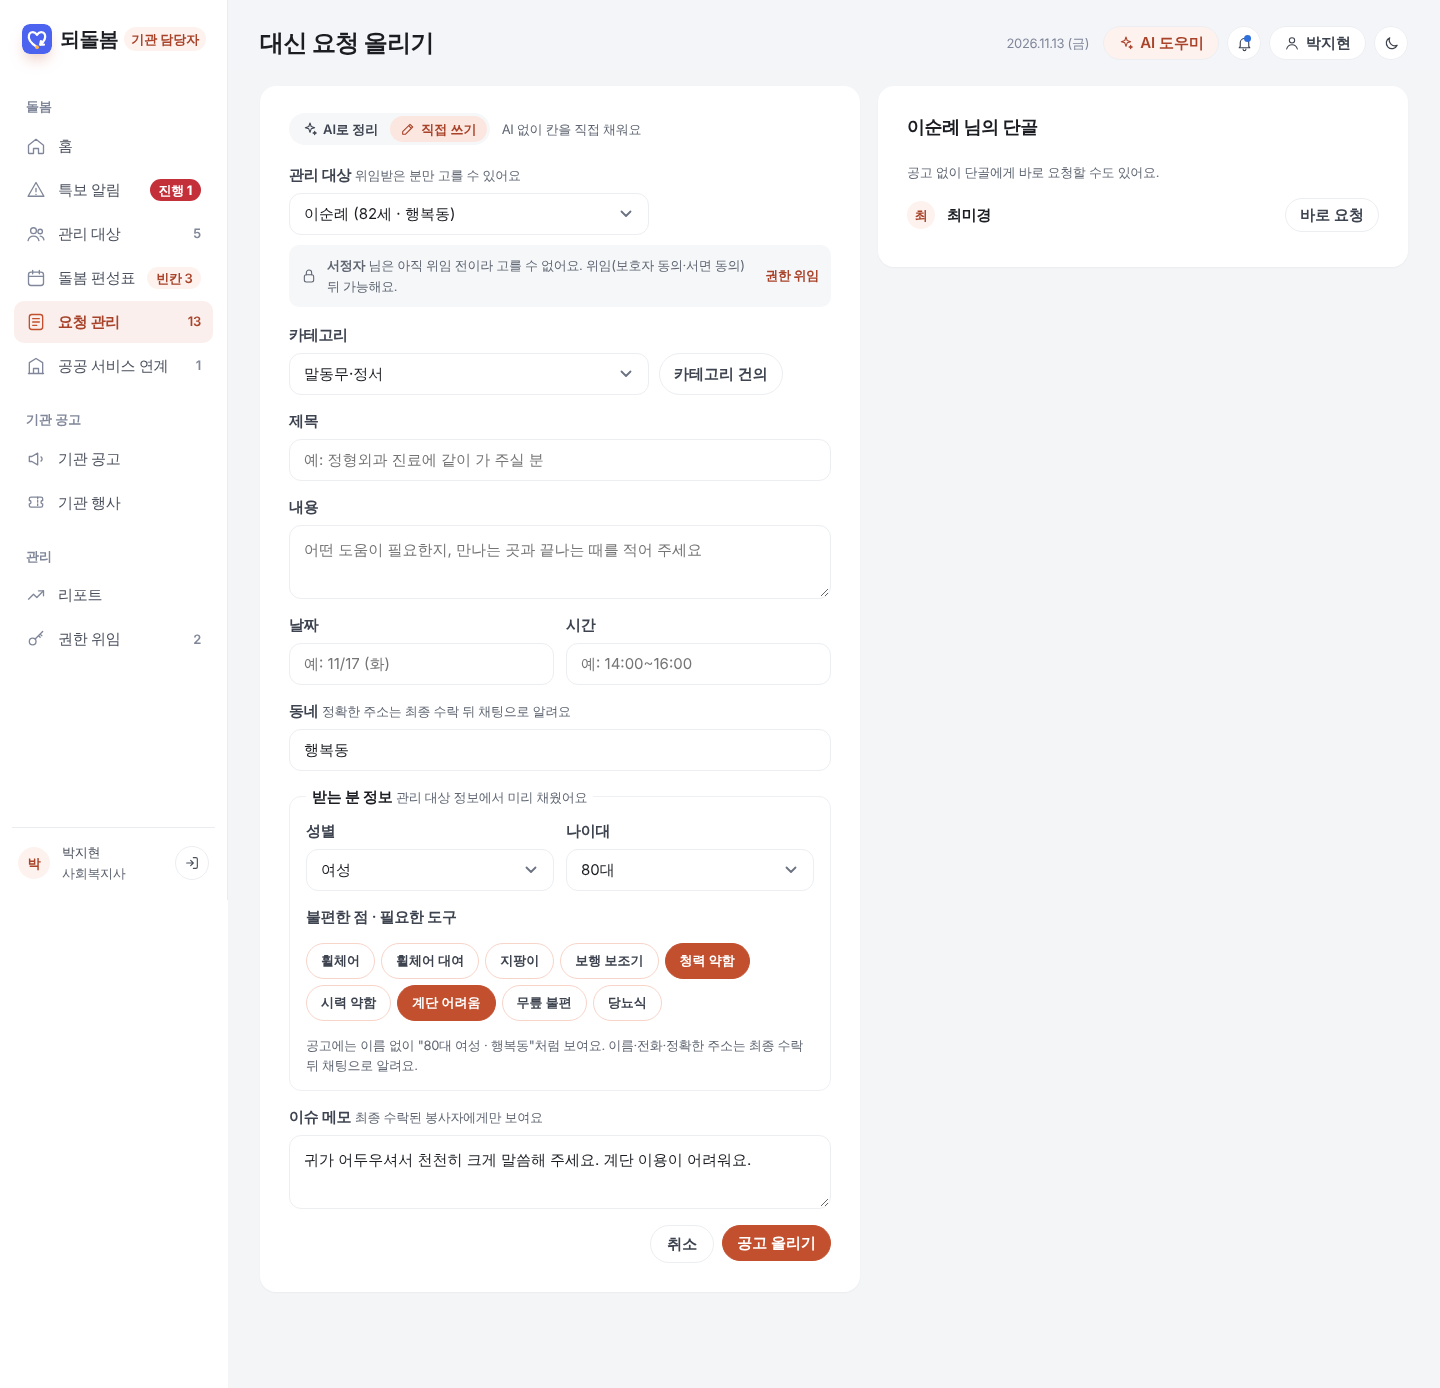 되돌봄 기관 담당자
돌봄
홈
특보 알림 진행 1
관리 대상 5
돌봄 편성표 빈칸 3
요청 관리 13
공공 서비스 연계 1
기관 공고
기관 공고
기관 행사
관리
리포트
권한 위임 2
박 박지현
사회복지사
대신 요청 올리기
2026.11.13 (금) AI 도우미 박지현
AI로 정리 직접 쓰기 AI 없이 칸을 직접 채워요
관리 대상 위임받은 분만 고를 수 있어요
이순례 (82세 · 행복동)
서정자 님은 아직 위임 전이라 고를 수 없어요. 위임(보호자 동의·서면 동의)
뒤 가능해요.
권한 위임
카테고리
말동무·정서 카테고리 건의
제목
예: 정형외과 진료에 같이 가 주실 분
내용
어떤 도움이 필요한지, 만나는 곳과 끝나는 때를 적어 주세요
날짜 시간
예: 11/17 (화) 예: 14:00~16:00
동네 정확한 주소는 최종 수락 뒤 채팅으로 알려요
행복동
받는 분 정보 관리 대상 정보에서 미리 채웠어요
성별 나이대
여성 80대
불편한 점 · 필요한 도구
휠체어 휠체어 대여 지팡이 보행 보조기 청력 약함
시력 약함 계단 어려움 무릎 불편 당뇨식
공고에는 이름 없이 "80대 여성 · 행복동"처럼 보여요. 이름·전화·정확한 주소는 최종 수락
뒤 채팅으로 알려요.
이슈 메모 최종 수락된 봉사자에게만 보여요
귀가 어두우셔서 천천히 크게 말씀해 주세요. 계단 이용이 어려워요.
취소 공고 올리기
이순례 님의 단골
공고 없이 단골에게 바로 요청할 수도 있어요.
최 최미경 바로 요청